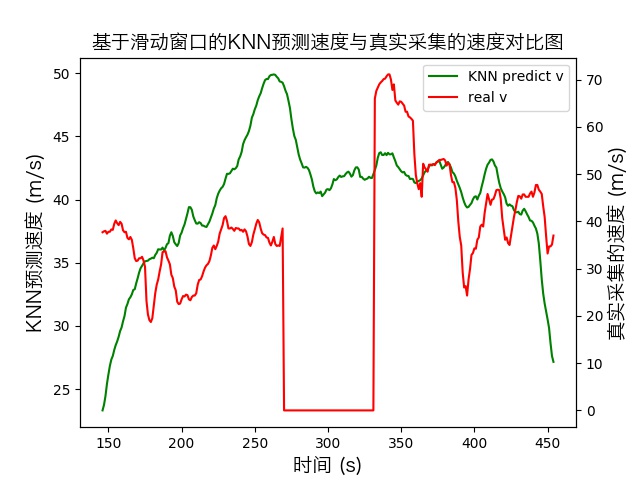 基于滑动窗口的KNN预测速度与真实采集的速度对比图
KNN predict v
real v
KNN预测速度 (m/s)
50
45
40
35
30
25
真实采集的速度 (m/s)
70
60
50
40
30
20
10
0
150 200 250 300 350 400 450
时间 (s)